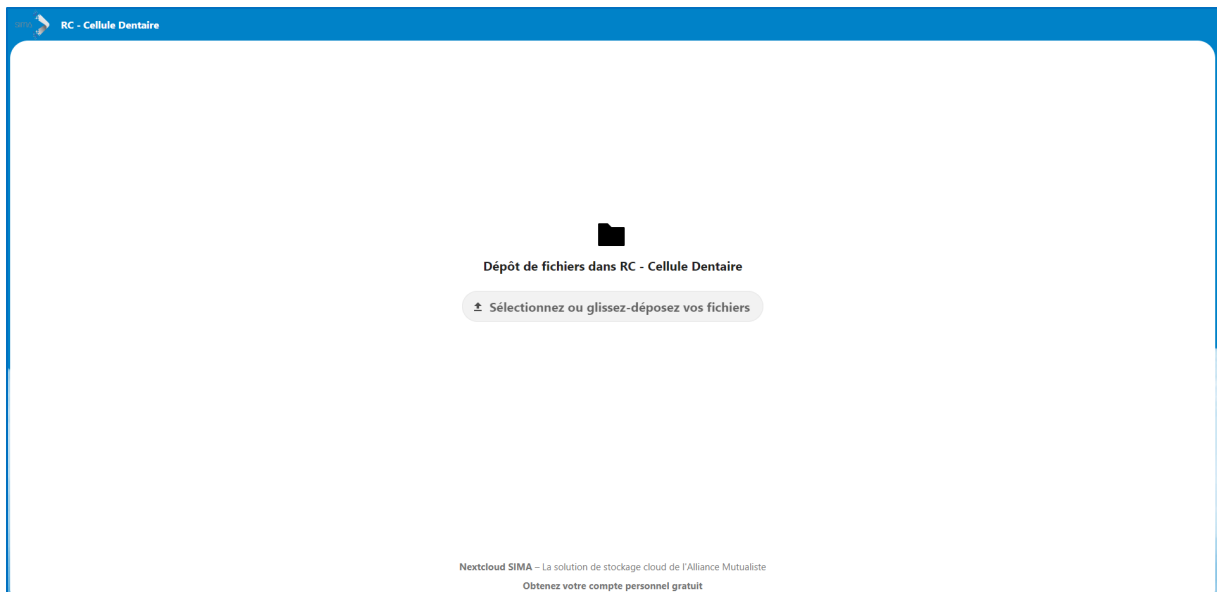 RC - Cellule Dentaire
Dépôt de fichiers dans RC - Cellule Dentaire
Sélectionnez ou glissez-déposez vos fichiers
Nextcloud SIMA – La solution de stockage cloud de l'Alliance Mutualiste
Obtenez votre compte personnel gratuit